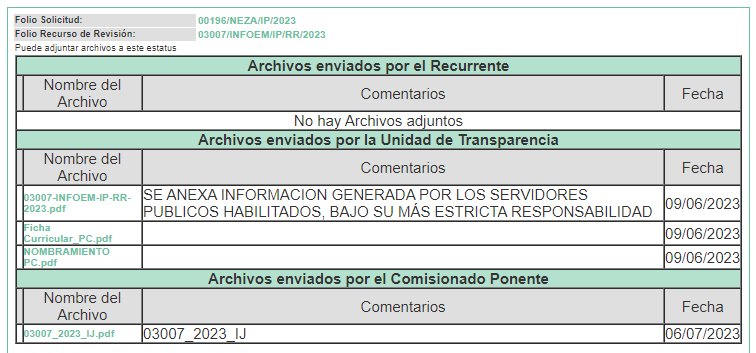 Folio Solicitud: 00196/NEZA/IP/2023
Folio Recurso de Revisión: 03007/INFOEM/IP/RR/2023
Puede adjuntar archivos a este estatus
Archivos enviados por el Recurrente
Nombre del Archivo Comentarios Fecha
No hay Archivos adjuntos
Archivos enviados por la Unidad de Transparencia
Nombre del Archivo Comentarios Fecha
03007-INFOEM-IP-RR-2023.pdf SE ANEXA INFORMACION GENERADA POR LOS SERVIDORES PUBLICOS HABILITADOS, BAJO SU MÁS ESTRICTA RESPONSABILIDAD 09/06/2023
Ficha Curricular_PC.pdf 09/06/2023
NOMBRAMIENTO PC.pdf 09/06/2023
Archivos enviados por el Comisionado Ponente
Nombre del Archivo Comentarios Fecha
03007_2023_IJ.pdf 03007_2023_IJ 06/07/2023